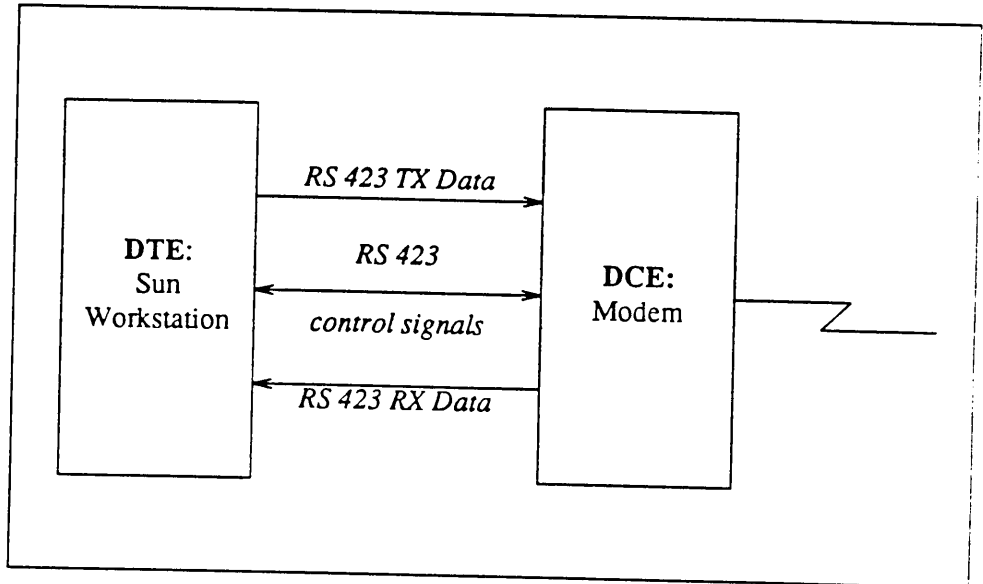 RS 423 TX Data
DTE:
Sun
Workstation
RS 423
control signals
RS 423 RX Data
DCE:
Modem